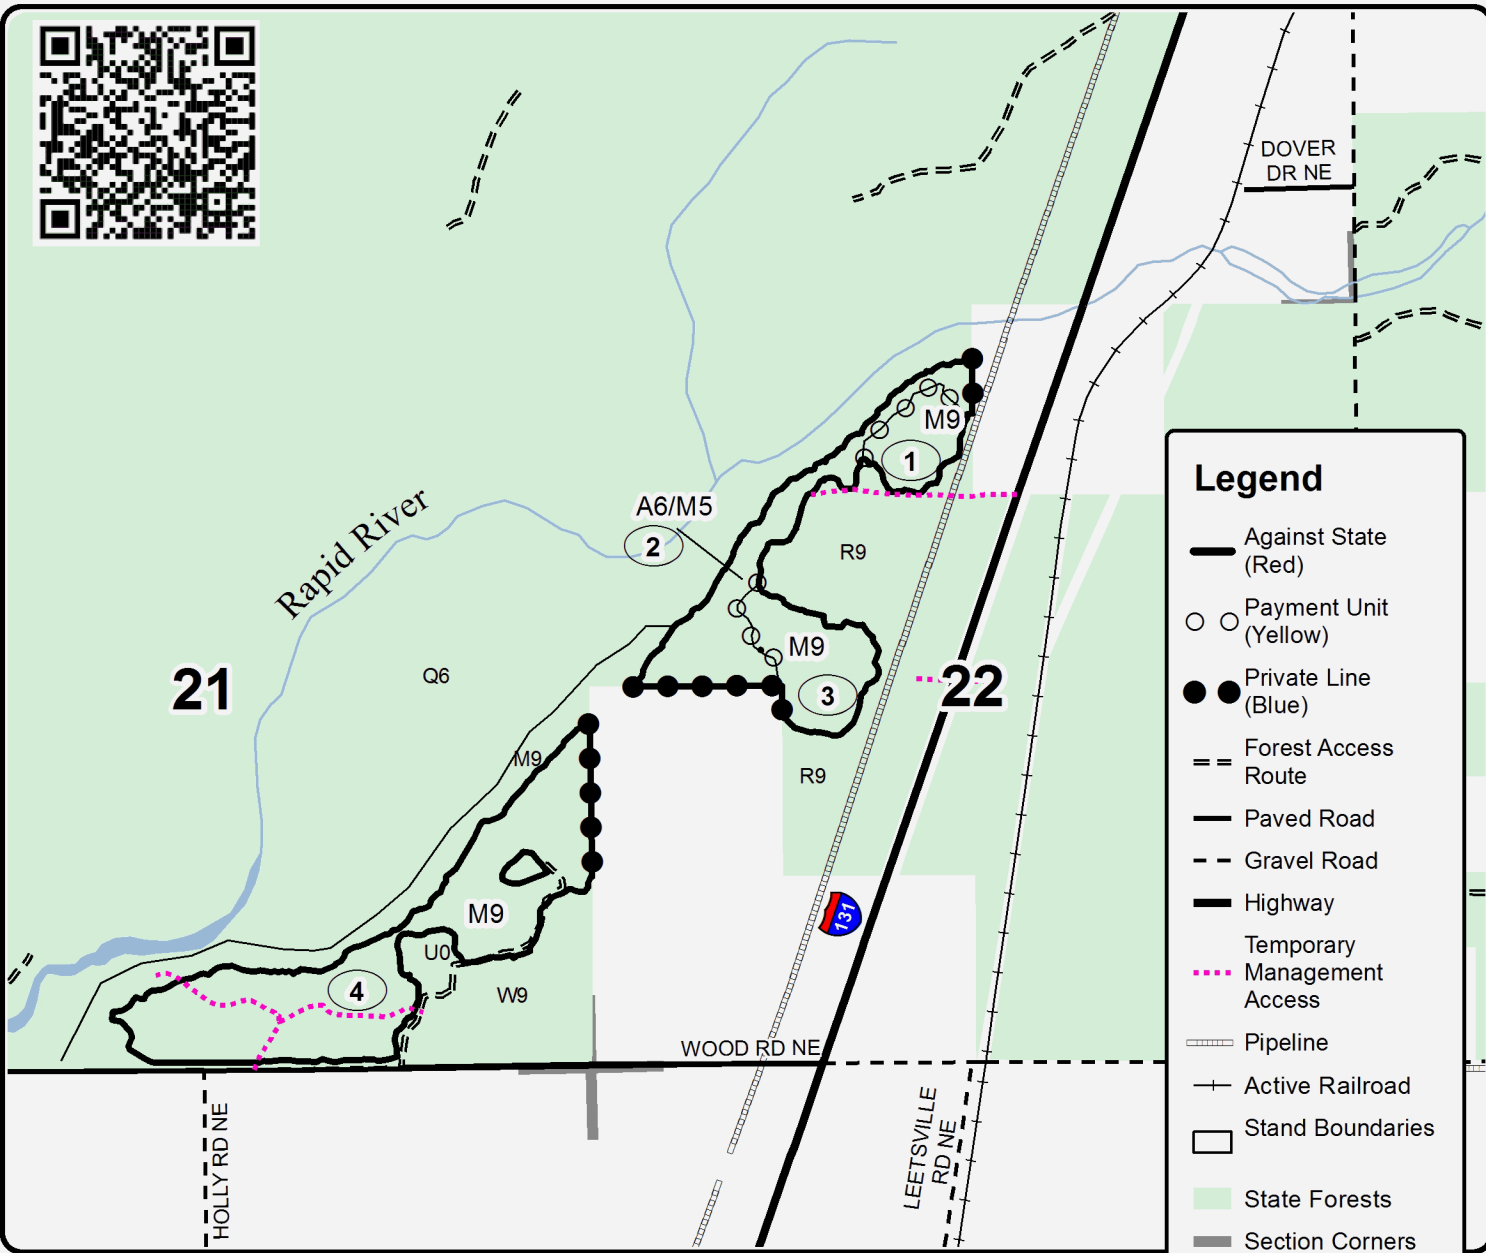 DOVER
DR NE
M9
1
A6/M5
2
R9
Rapid River
M9
Q6
21
22
3
M9
R9
131
M9
U0
4
W9
WOOD RD NE
HOLLY RD NE
LEETSVILLE
RD NE
Legend
Against State
(Red)
Payment Unit
(Yellow)
Private Line
(Blue)
Forest Access
Route
Paved Road
Gravel Road
Highway
Temporary
Management
Access
Pipeline
Active Railroad
Stand Boundaries
State Forests
Section Corners